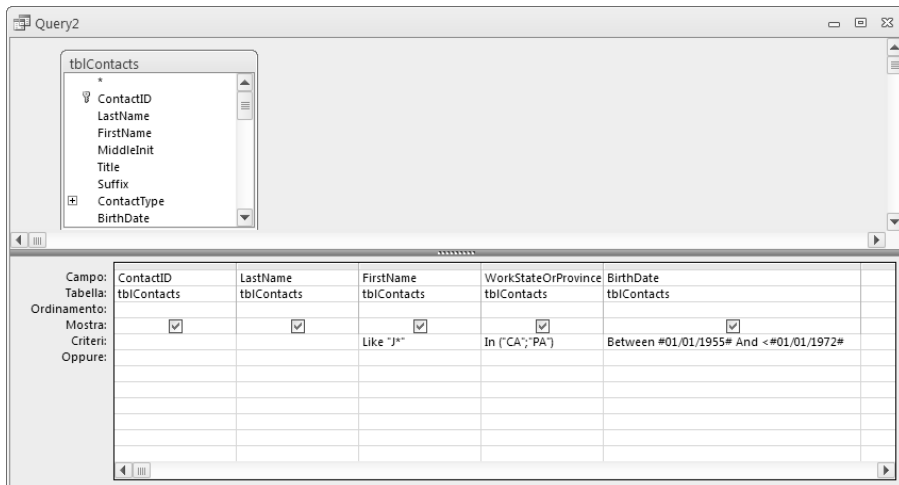 Query2
tblContacts
*
ContactID
LastName
FirstName
MiddleInit
Title
Suffix
ContactType
BirthDate
Campo: ContactID LastName FirstName WorkStateOrProvince BirthDate
Tabella: tblContacts tblContacts tblContacts tblContacts tblContacts
Ordinamento:
Mostra:
Criteri: Like "J*" In ("CA";"PA") Between #01/01/1955# And <#01/01/1972#
Oppure: